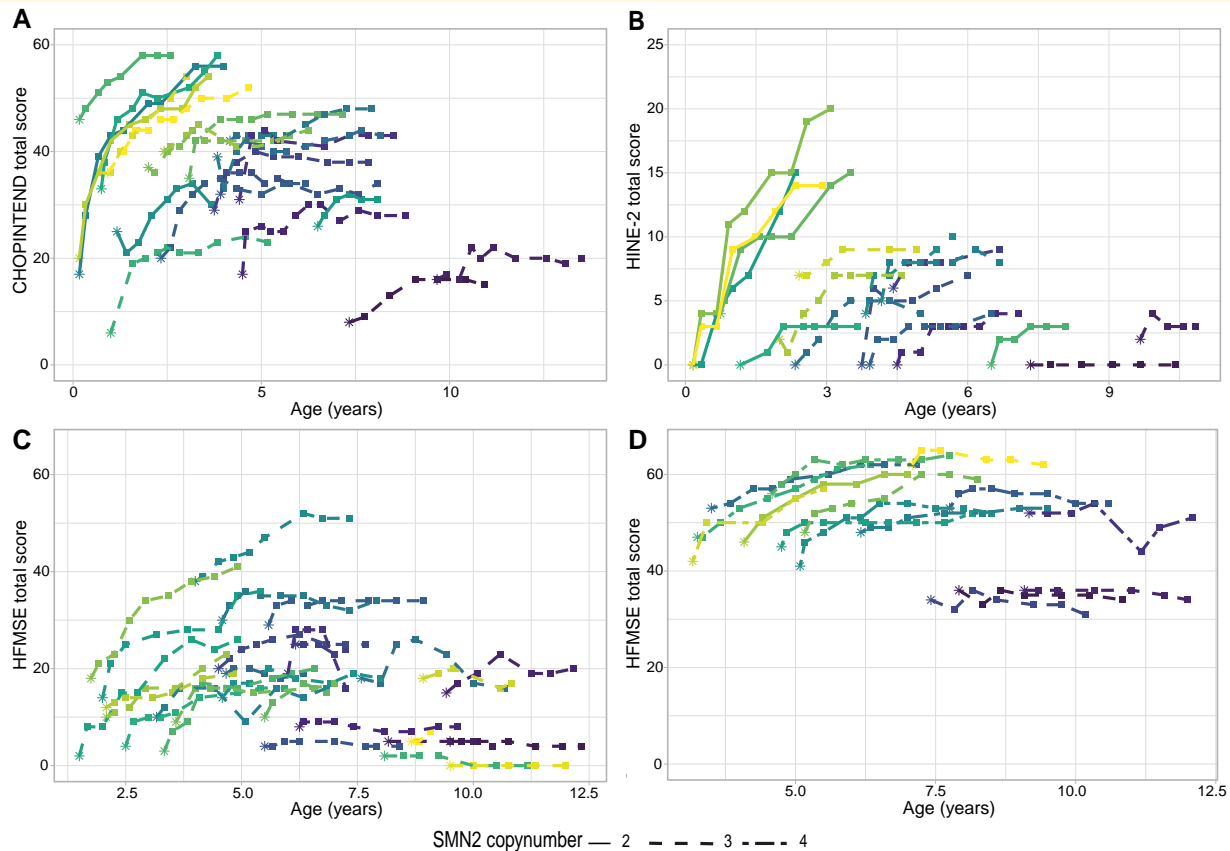 A
B
60
40
20
0
CHOPINTEND total score
0 5 10
Age (years)
25
20
15
10
5
0
HINE-2 total score
0 3 6 9
Age (years)
C
D
60
40
20
0
HFMSE total score
2.5 5.0 7.5 10.0 12.5
Age (years)
60
40
20
0
HFMSE total score
5.0 7.5 10.0 12.5
Age (years)
SMN2 copynumber 2 3 4